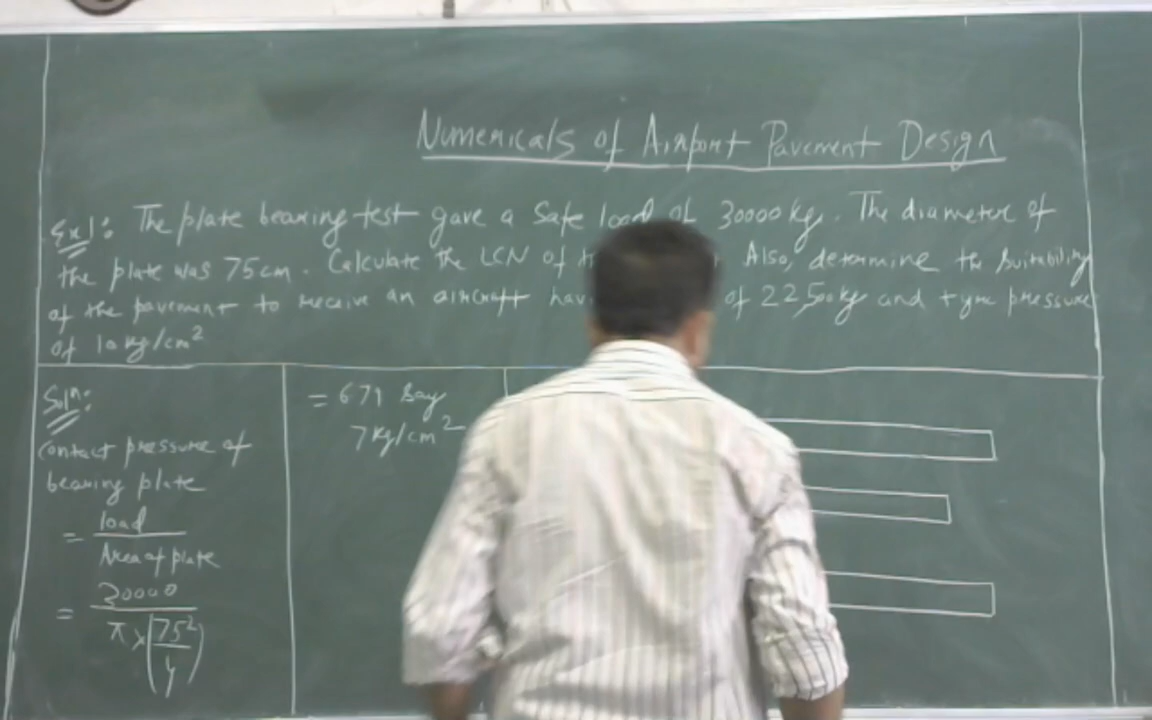 Numericals of Airport Pavement Design
Ex1: The plate bearing test gave a safe load of 30000 kg. The diameter of
the plate was 75cm. Calculate the LCN of Also, determine the suitability
of the pavement to receive an aircraft of 22500kg and tyre pressure
of 10 kg/cm²
Soln:
Contact pressure of
bearing plate
= load
Area of plate
= 30000
π × (75²/4)
= 6.79 say
7 kg/cm²